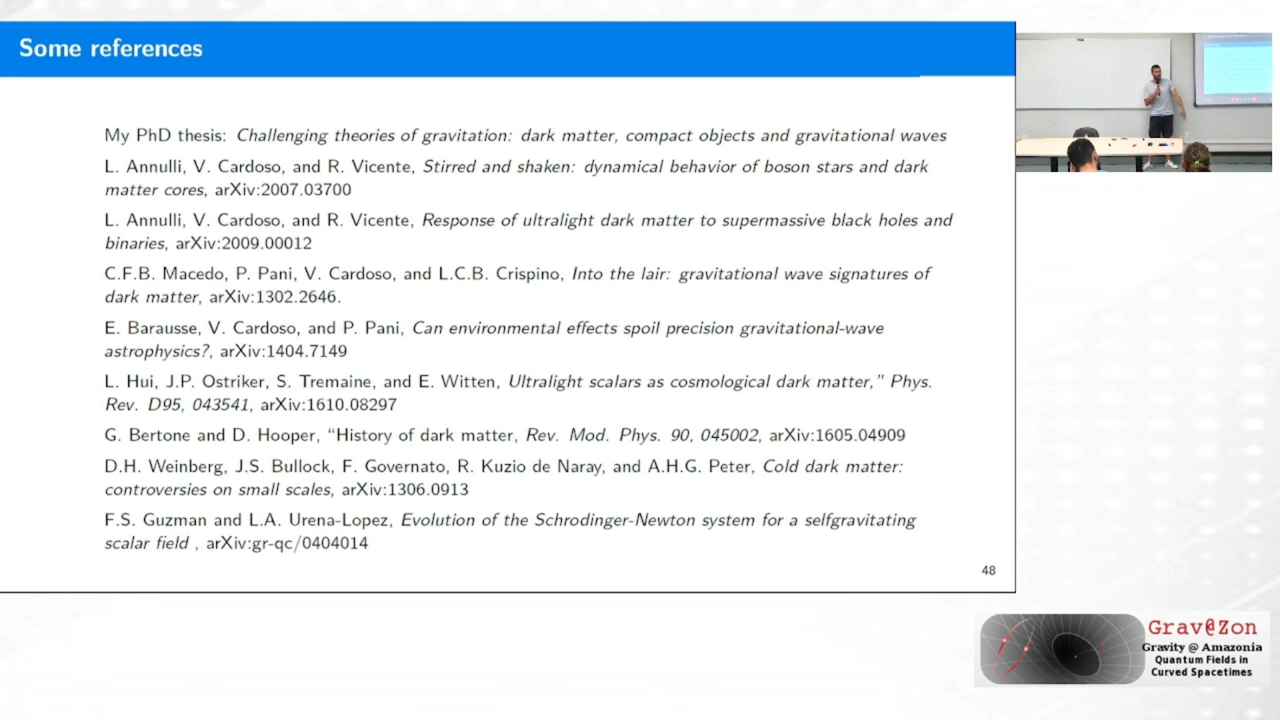 Some references
My PhD thesis: Challenging theories of gravitation: dark matter, compact objects and gravitational waves
L. Annulli, V. Cardoso, and R. Vicente, Stirred and shaken: dynamical behavior of boson stars and dark
matter cores, arXiv:2007.03700
L. Annulli, V. Cardoso, and R. Vicente, Response of ultralight dark matter to supermassive black holes and
binaries, arXiv:2009.00012
C.F.B. Macedo, P. Pani, V. Cardoso, and L.C.B. Crispino, Into the lair: gravitational wave signatures of
dark matter, arXiv:1302.2646.
E. Barausse, V. Cardoso, and P. Pani, Can environmental effects spoil precision gravitational-wave
astrophysics?, arXiv:1404.7149
L. Hui, J.P. Ostriker, S. Tremaine, and E. Witten, Ultralight scalars as cosmological dark matter,” Phys.
Rev. D95, 043541, arXiv:1610.08297
G. Bertone and D. Hooper, “History of dark matter, Rev. Mod. Phys. 90, 045002, arXiv:1605.04909
D.H. Weinberg, J.S. Bullock, F. Governato, R. Kuzio de Naray, and A.H.G. Peter, Cold dark matter:
controversies on small scales, arXiv:1306.0913
F.S. Guzman and L.A. Urena-Lopez, Evolution of the Schrodinger-Newton system for a selfgravitating
scalar field , arXiv:gr-qc/0404014
48
Grav@Zon
Gravity @ Amazonia
Quantum Fields in
Curved Spacetimes